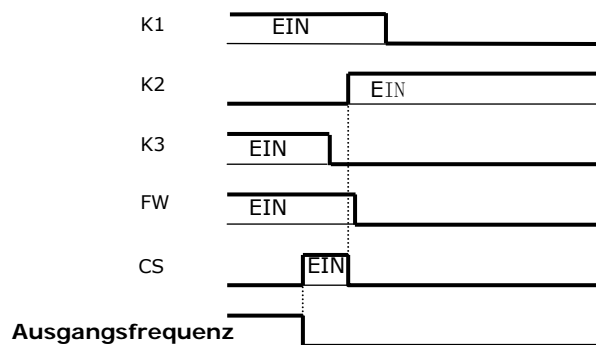 K1 EIN
K2 EIN
K3 EIN
FW EIN
CS EIN
Ausgangsfrequenz